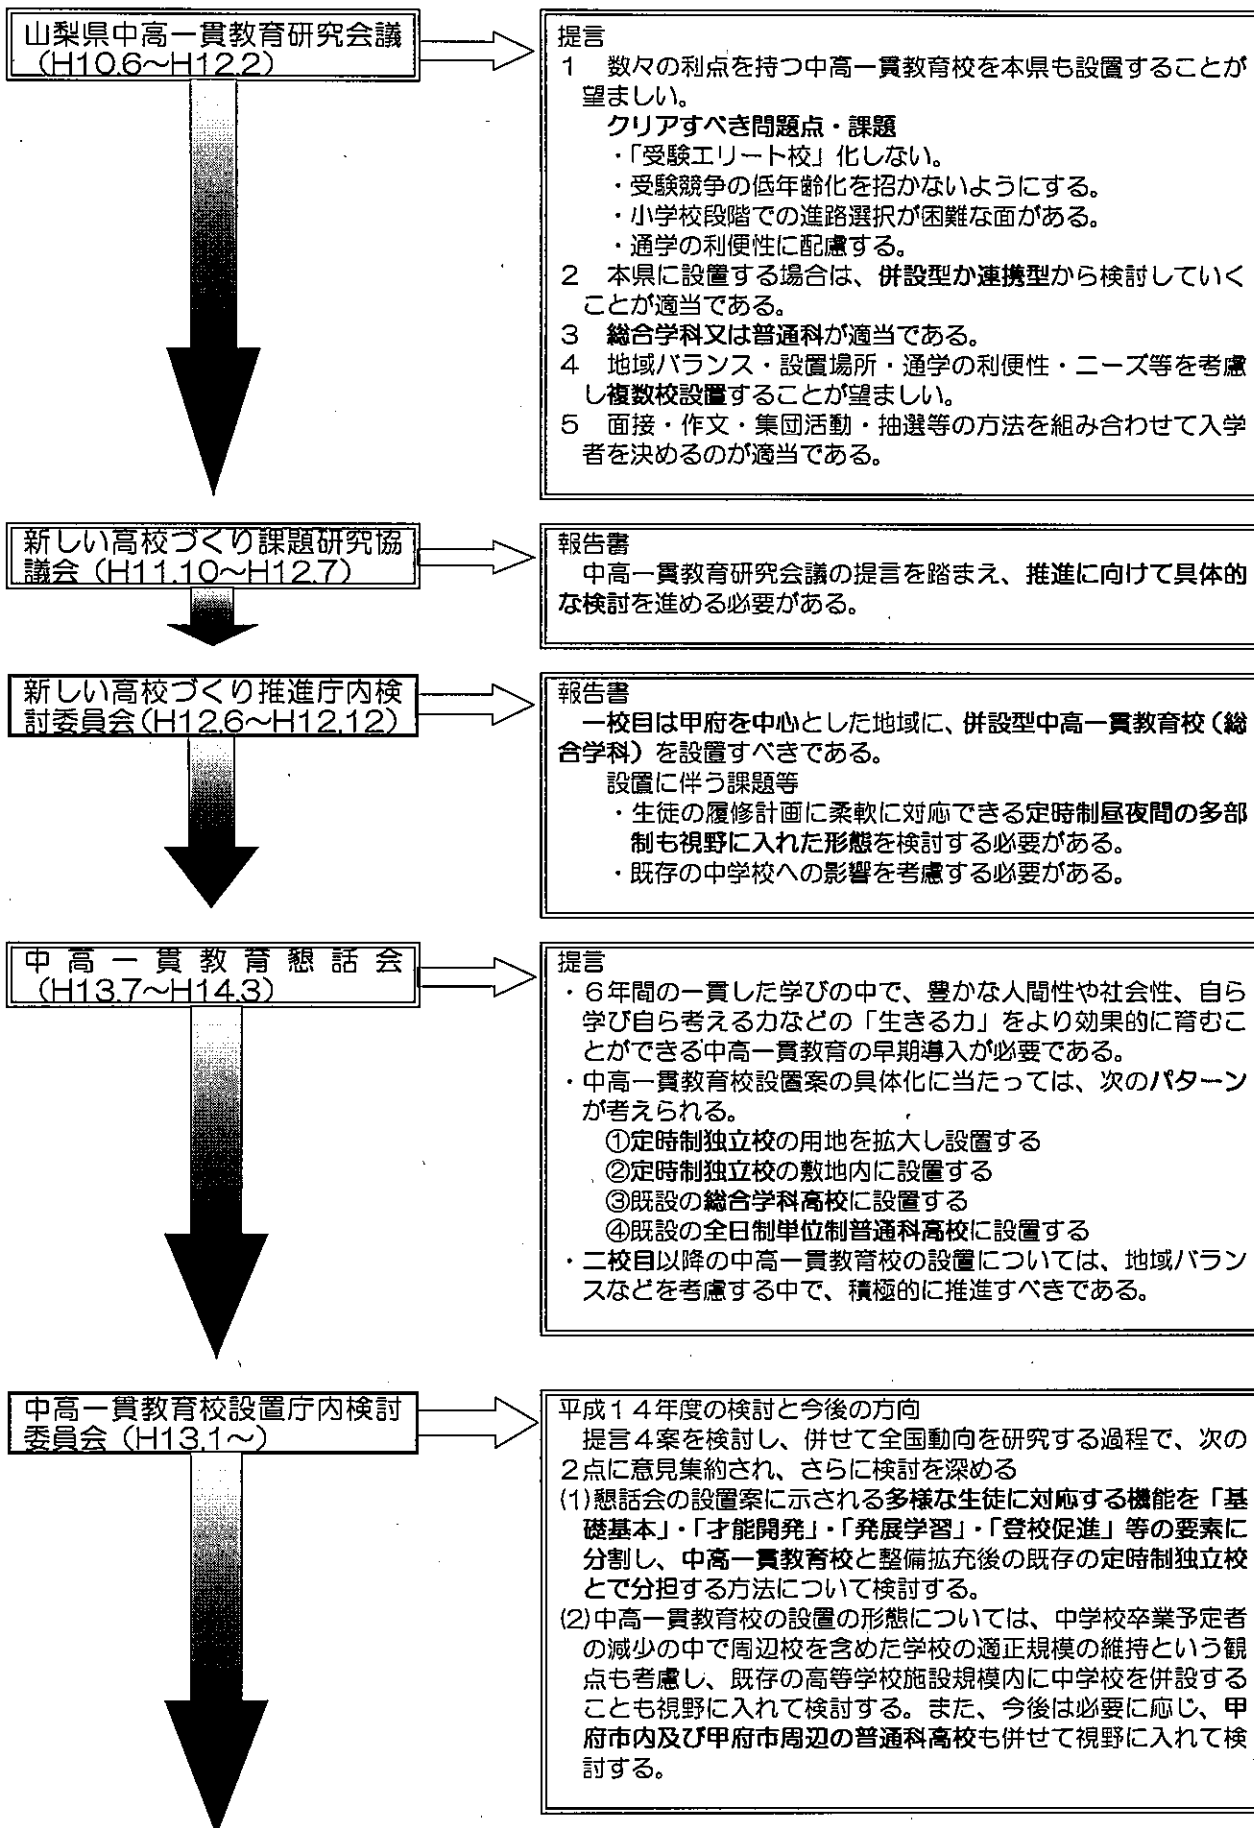 山梨県中高一貫教育研究会議
(H10.6〜H12.2)
提言
1 数々の利点を持つ中高一貫教育校を本県も設置することが
望ましい。
クリアすべき問題点・課題
・「受験エリート校」化しない。
・受験競争の低年齢化を招かないようにする。
・小学校段階での進路選択が困難な面がある。
・通学の利便性に配慮する。
2 本県に設置する場合は、併設型か連携型から検討していく
ことが適当である。
3 総合学科又は普通科が適当である。
4 地域バランス・設置場所・通学の利便性・ニーズ等を考慮
し複数校設置することが望ましい。
5 面接・作文・集団活動・抽選等の方法を組み合わせて入学
者を決めるのが適当である。
新しい高校づくり課題研究協
議会(H11.10〜H12.7)
報告書
中高一貫教育研究会議の提言を踏まえ、推進に向けて具体的
な検討を進める必要がある。
新しい高校づくり推進庁内検
討委員会(H12.6〜H12.12)
報告書
一校目は甲府を中心とした地域に、併設型中高一貫教育校(総
合学科)を設置すべきである。
設置に伴う課題等
・生徒の履修計画に柔軟に対応できる定時制昼夜間の多部
制も視野に入れた形態を検討する必要がある。
・既存の中学校への影響を考慮する必要がある。
中高一貫教育懇話会
(H13.7〜H14.3)
提言
・6年間の一貫した学びの中で、豊かな人間性や社会性、自ら
学び自ら考える力などの「生きる力」をより効果的に育むこ
とができる中高一貫教育の早期導入が必要である。
・中高一貫教育校設置案の具体化に当たっては、次のパターン
が考えられる。
①定時制独立校の用地を拡大し設置する
②定時制独立校の敷地内に設置する
③既設の総合学科高校に設置する
④既設の全日制単位制普通科高校に設置する
・二校目以降の中高一貫教育校の設置については、地域バラン
スなどを考慮する中で、積極的に推進すべきである。
中高一貫教育校設置庁内検討
委員会(H13.1〜)
平成14年度の検討と今後の方向
提言4案を検討し、併せて全国動向を研究する過程で、次の
2点に意見集約され、さらに検討を深める
(1)懇話会の設置案に示される多様な生徒に対応する機能を「基
礎基本」・「才能開発」・「発展学習」・「登校促進」等の要素に
分割し、中高一貫教育校と整備拡充後の既存の定時制独立校
とで分担する方法について検討する。
(2)中高一貫教育校の設置の形態については、中学校卒業予定者
の減少の中で周辺校を含めた学校の適正規模の維持という観
点も考慮し、既存の高等学校施設規模内に中学校を併設する
ことも視野に入れて検討する。また、今後は必要に応じ、甲
府市内及び甲府市周辺の普通科高校も併せて視野に入れて検
討する。